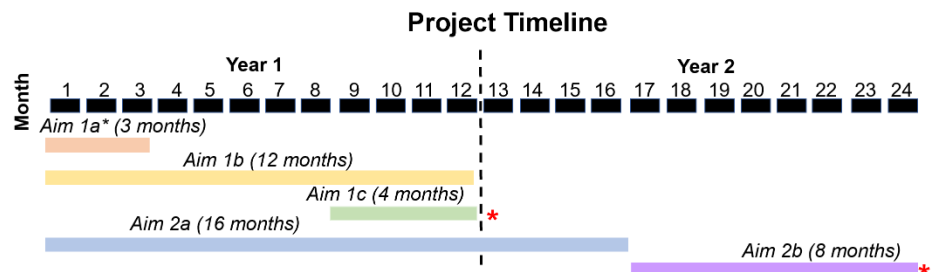 Project Timeline
Year 1
Year 2
Month
1 2 3 4 5 6 7 8 9 10 11 12 13 14 15 16 17 18 19 20 21 22 23 24
Aim 1a* (3 months)
Aim 1b (12 months)
Aim 1c (4 months)
*
Aim 2a (16 months)
Aim 2b (8 months)
*